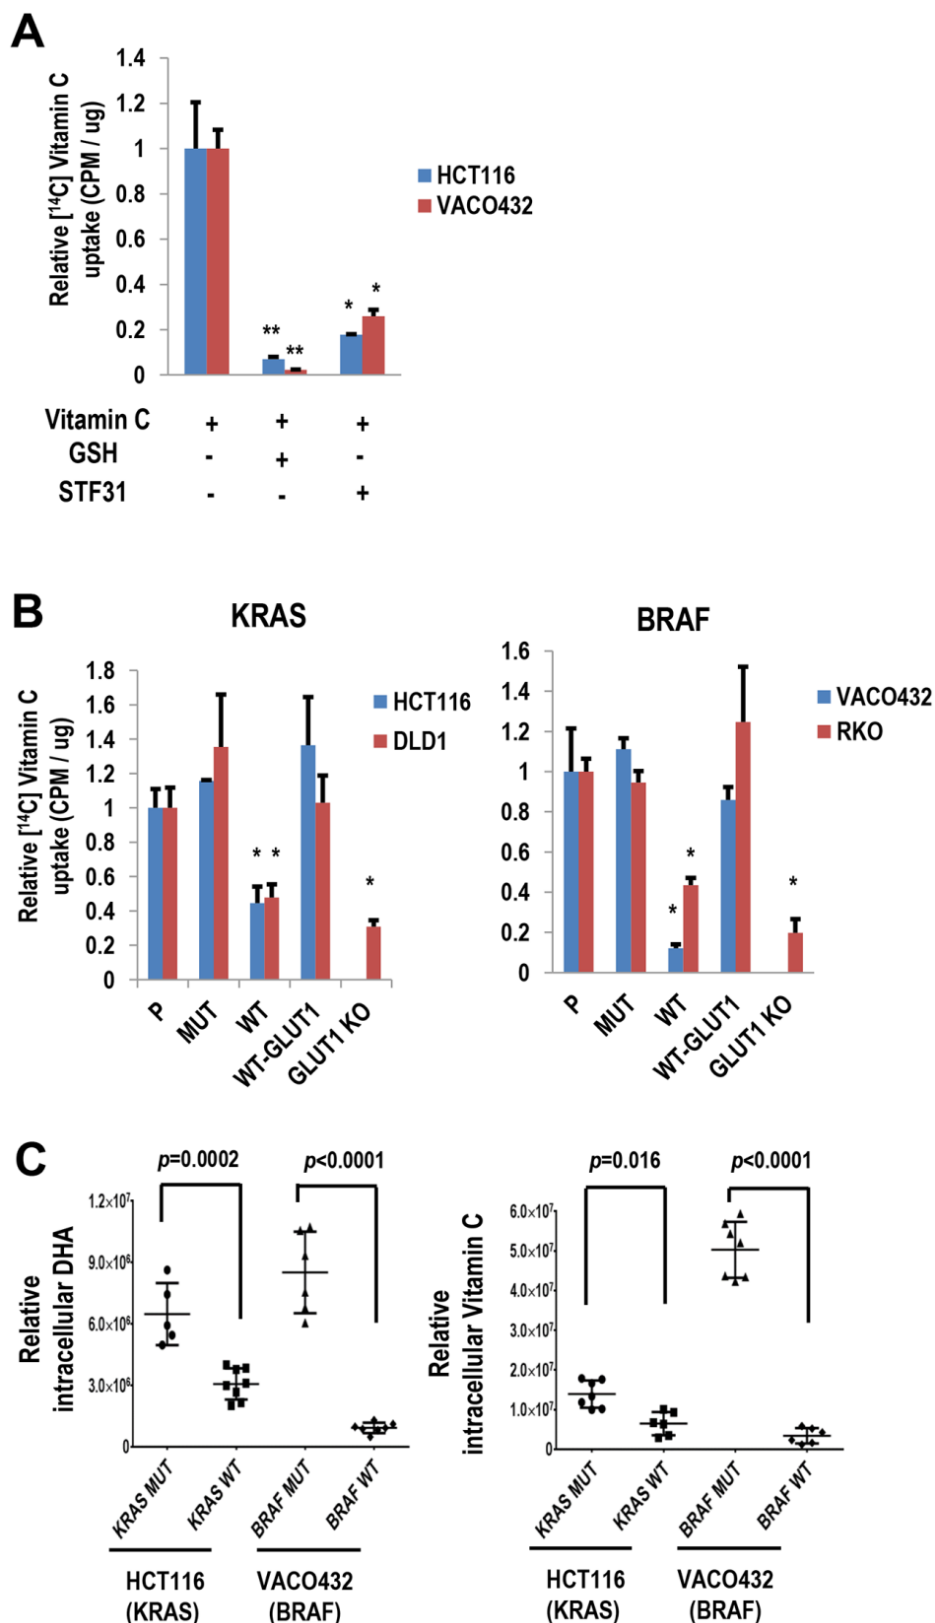 A
Relative [¹⁴C] Vitamin C
uptake (CPM / ug)
1.4
1.2
1
0.8
0.6
0.4
0.2
0
** ** * *
HCT116
VACO432
Vitamin C + + +
GSH - + -
STF31 - - +
B
KRAS
Relative [¹⁴C] Vitamin C
uptake (CPM / ug)
1.8
1.6
1.4
1.2
1
0.8
0.6
0.4
0.2
0
* * *
HCT116
DLD1
P
MUT
WT
WT-GLUT1
GLUT1 KO
BRAF
1.6
1.4
1.2
1
0.8
0.6
0.4
0.2
0
* * *
VACO432
RKO
P
MUT
WT
WT-GLUT1
GLUT1 KO
C
p=0.0002 p<0.0001
Relative
intracellular DHA
1.2×10⁷
9.0×10⁶
6.0×10⁶
3.0×10⁶
0
KRAS MUT
KRAS WT
BRAF MUT
BRAF WT
HCT116 VACO432
(KRAS) (BRAF)
p=0.016 p<0.0001
Relative
intracellular Vitamin C
6.0×10⁷
5.0×10⁷
4.0×10⁷
3.0×10⁷
2.0×10⁷
1.0×10⁷
0
KRAS MUT
KRAS WT
BRAF MUT
BRAF WT
HCT116 VACO432
(KRAS) (BRAF)